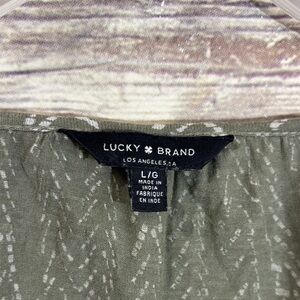 LUCKY BRAND
LOS ANGELES, CA
L/G
MADE IN
INDIA
FABRIQUE
EN INDE